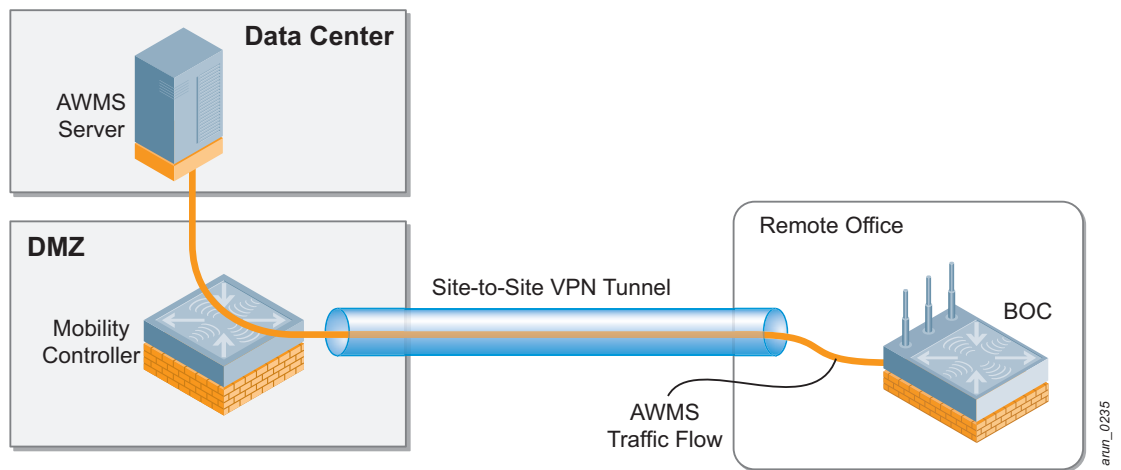 Data Center
AWMS
Server
DMZ
Mobility
Controller
Site-to-Site VPN Tunnel
Remote Office
BOC
AWMS
Traffic Flow
arun_0235